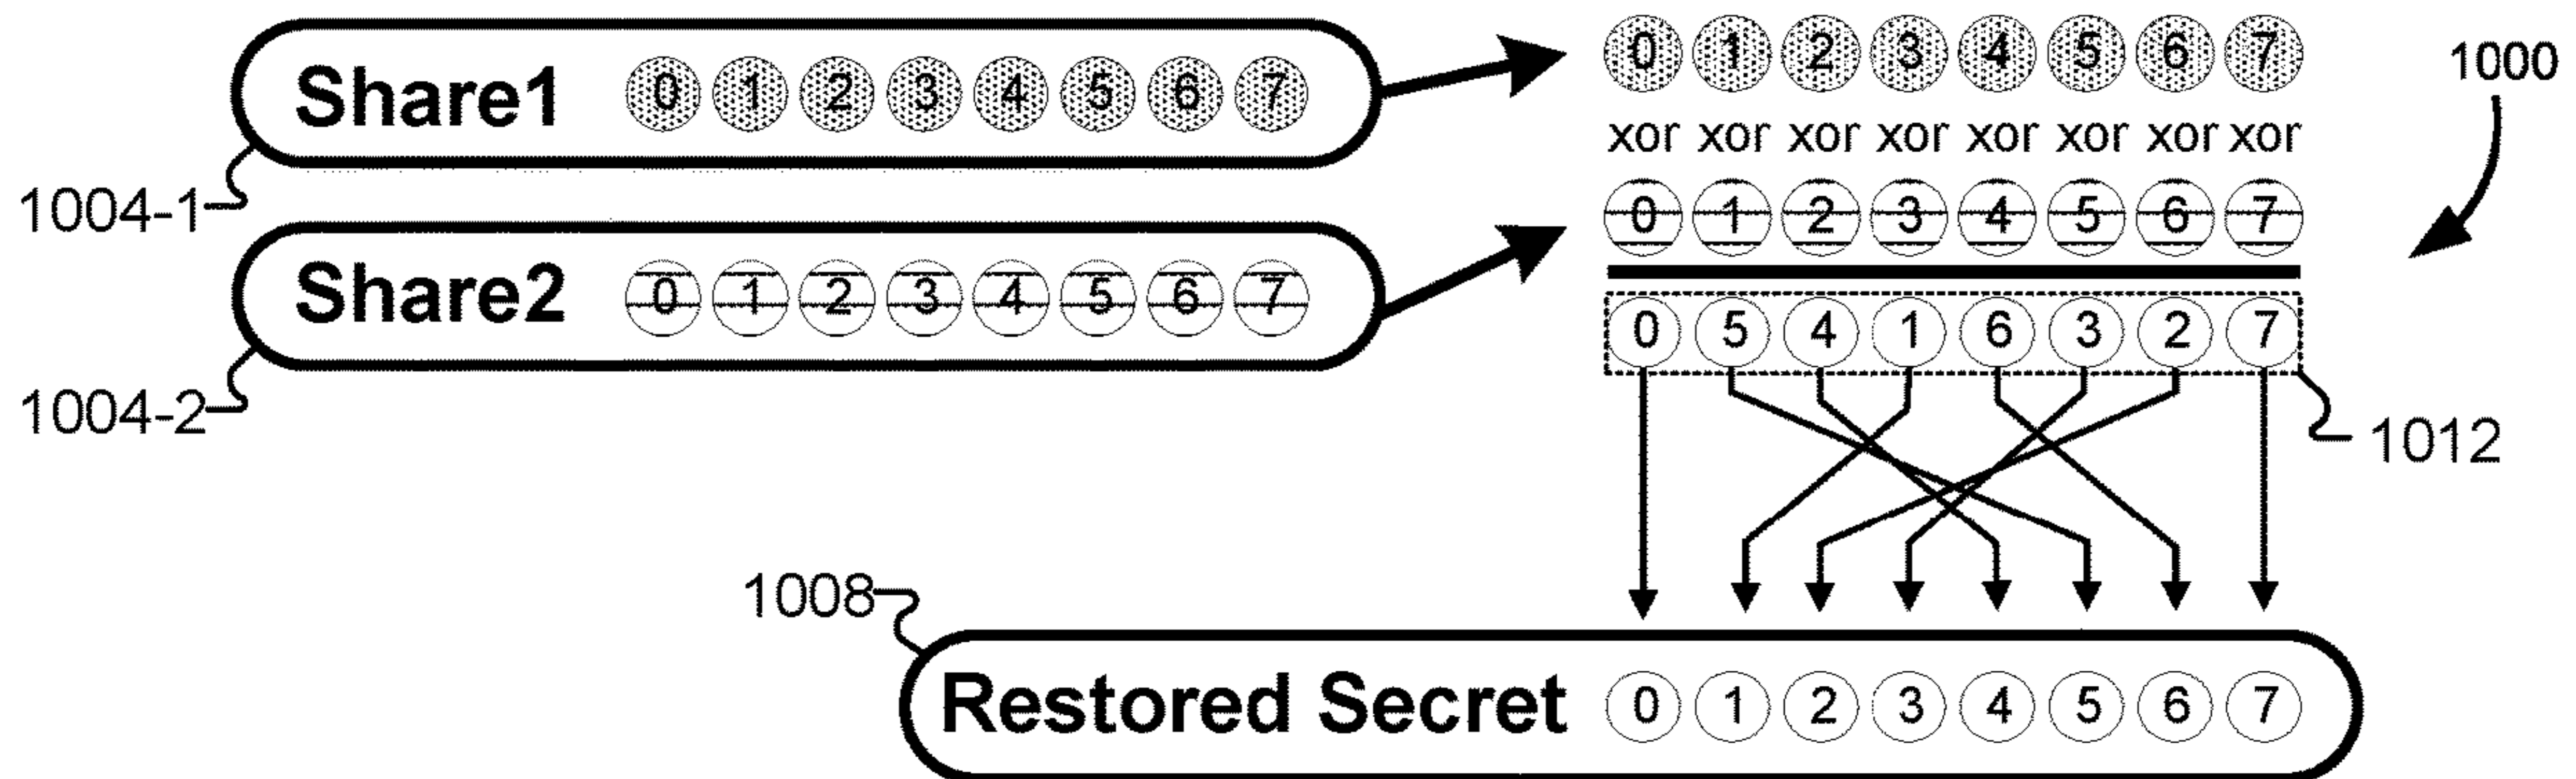 Share1 0 1 2 3 4 5 6 7
1004-1
Share2 0 1 2 3 4 5 6 7
1004-2
0 1 2 3 4 5 6 7
xor xor xor xor xor xor xor xor
0 1 2 3 4 5 6 7
0 5 4 1 6 3 2 7
1000
1012
1008
Restored Secret 0 1 2 3 4 5 6 7